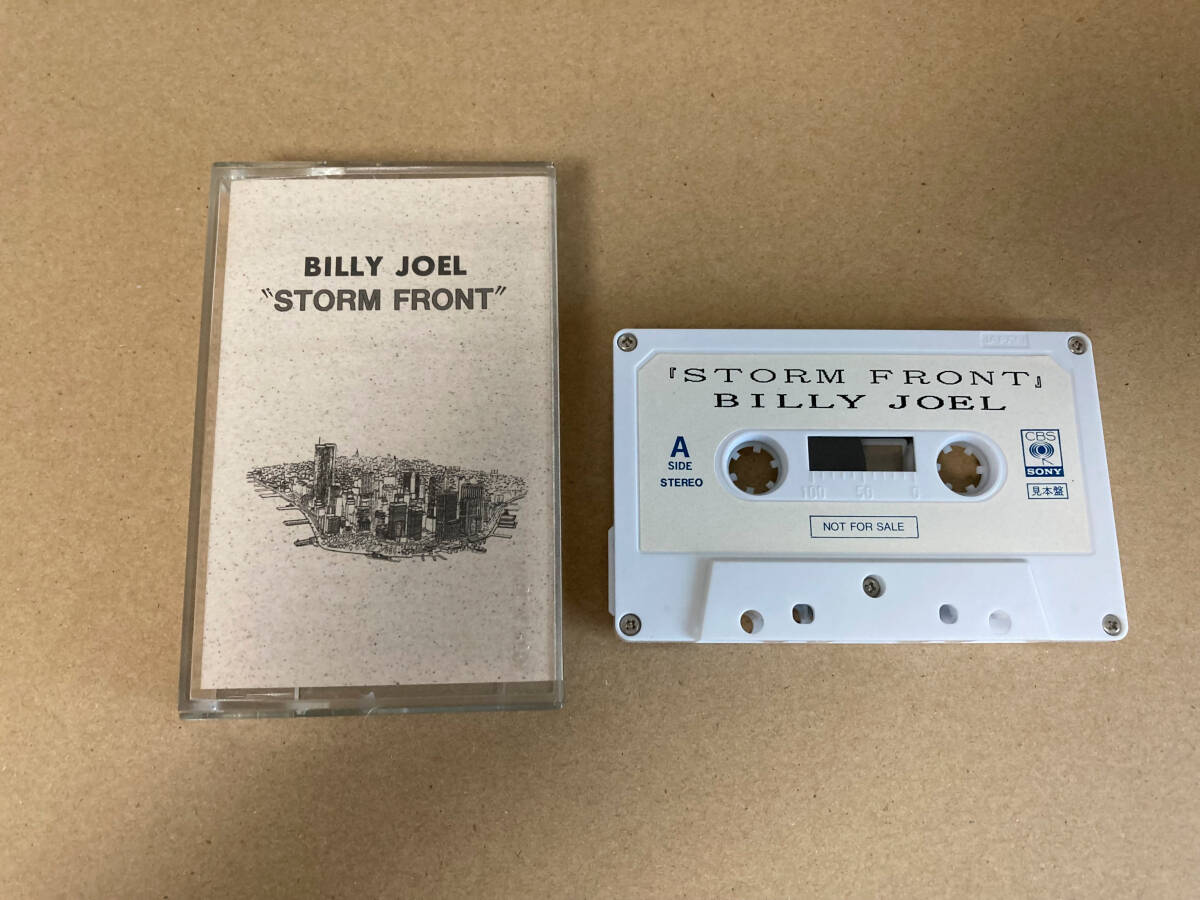 BILLY JOEL
"STORM FRONT"
JAPAN
『STORM FRONT』
BILLY JOEL
A
SIDE
STEREO
CBS
SONY
見本盤
100 50 0
NOT FOR SALE